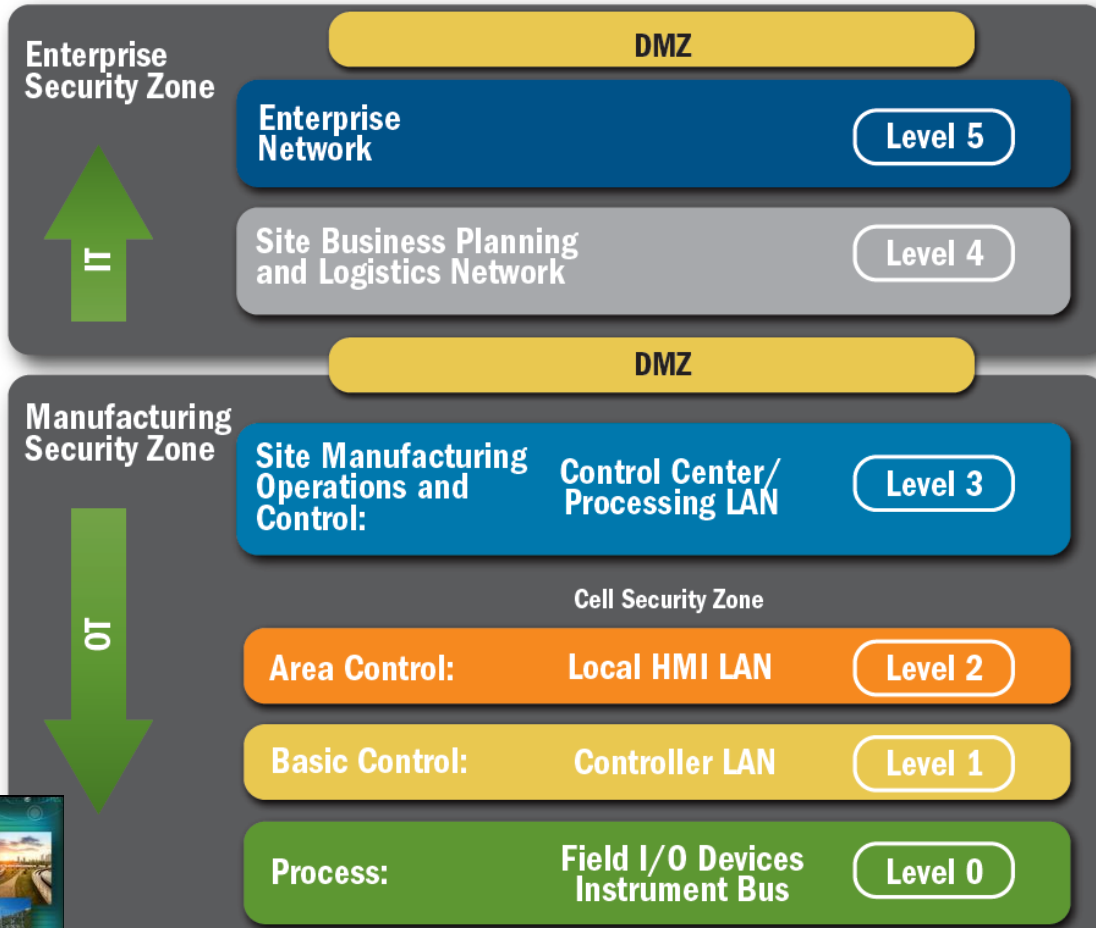 Enterprise
Security Zone
DMZ
Enterprise
Network
Level 5
IT
Site Business Planning
and Logistics Network
Level 4
DMZ
Manufacturing
Security Zone
Site Manufacturing
Operations and
Control:
Control Center/
Processing LAN
Level 3
OT
Cell Security Zone
Area Control:
Local HMI LAN
Level 2
Basic Control:
Controller LAN
Level 1
Process:
Field I/O Devices
Instrument Bus
Level 0